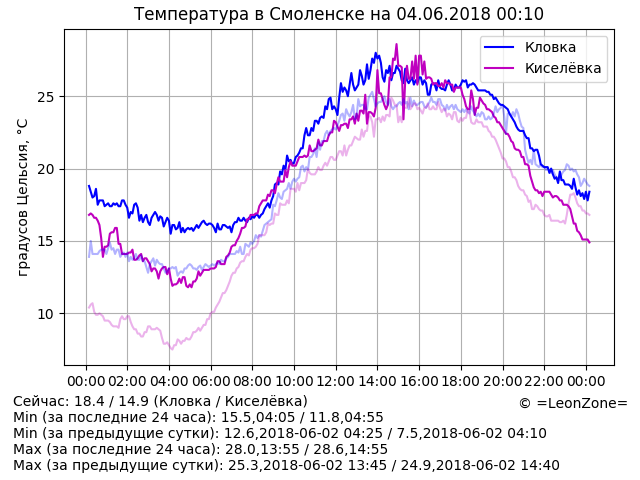 Температура в Смоленске на 04.06.2018 00:10
Кловка
Киселёвка
градусов Цельсия, °C
25
20
15
10
00:00 02:00 04:00 06:00 08:00 10:00 12:00 14:00 16:00 18:00 20:00 22:00 00:00
Сейчас: 18.4 / 14.9 (Кловка / Киселёвка)
© =LeonZone=
Min (за последние 24 часа): 15.5,04:05 / 11.8,04:55
Min (за предыдущие сутки): 12.6,2018-06-02 04:25 / 7.5,2018-06-02 04:10
Max (за последние 24 часа): 28.0,13:55 / 28.6,14:55
Max (за предыдущие сутки): 25.3,2018-06-02 13:45 / 24.9,2018-06-02 14:40